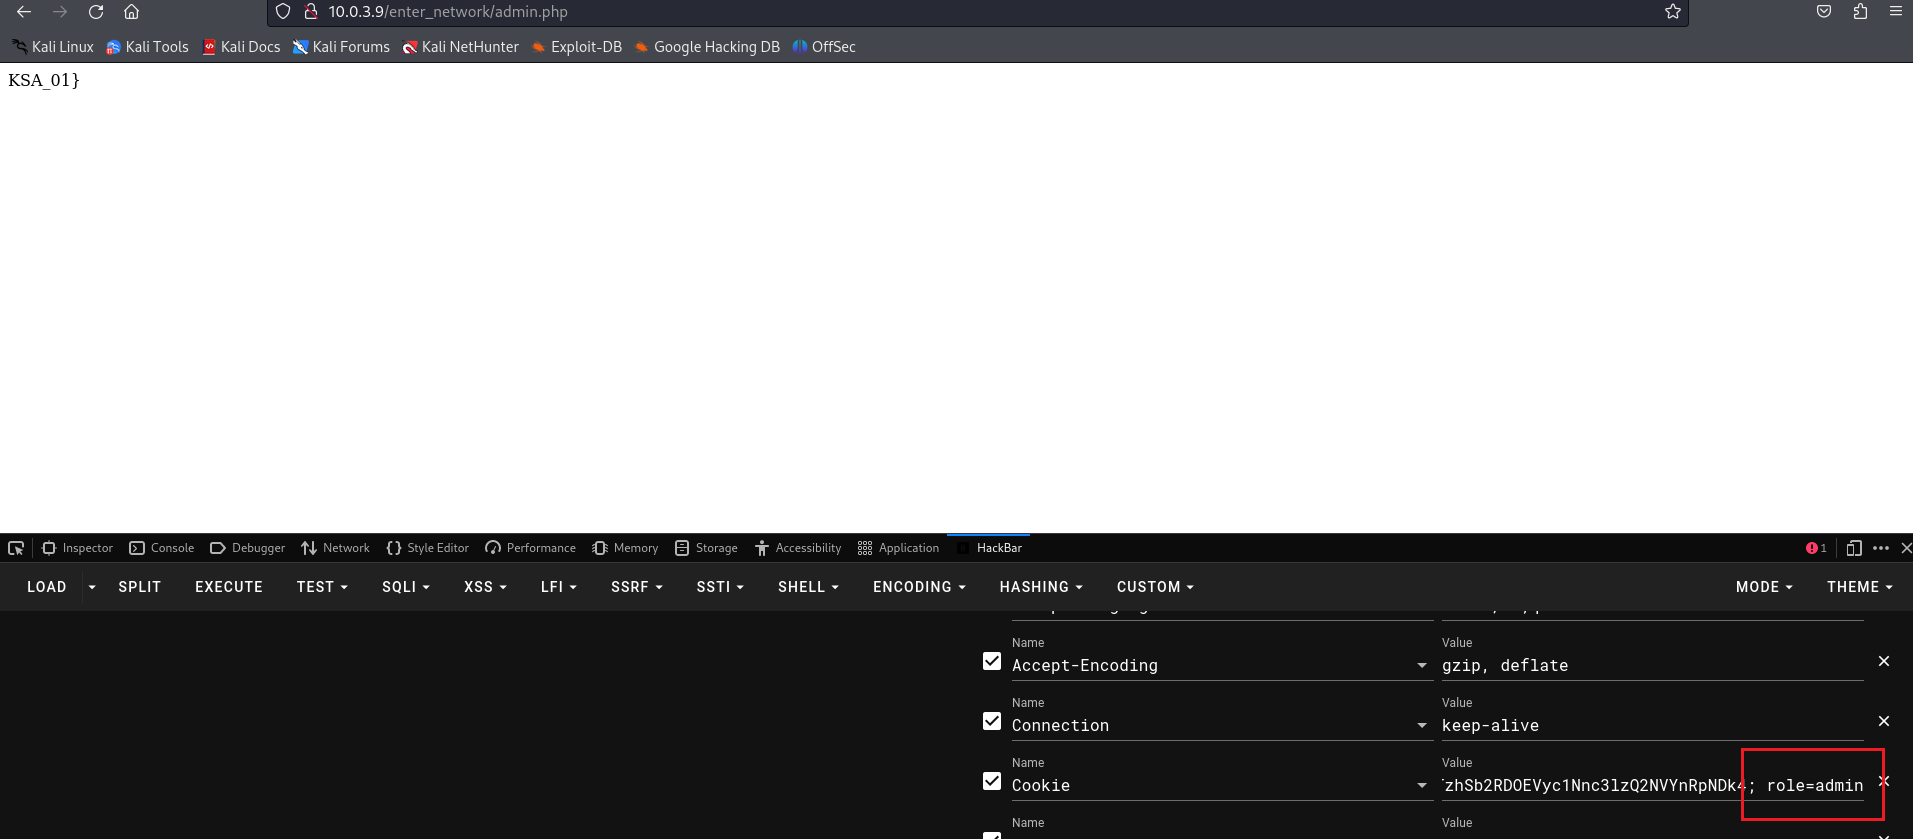 10.0.3.9/enter_network/admin.php
Kali Linux Kali Tools Kali Docs Kali Forums Kali NetHunter Exploit-DB Google Hacking DB OffSec
KSA_01}
Inspector Console Debugger Network Style Editor Performance Memory Storage Accessibility Application HackBar 1
LOAD SPLIT EXECUTE TEST SQLI XSS LFI SSRF SSTI SHELL ENCODING HASHING CUSTOM MODE THEME
Name Value
Accept-Encoding gzip, deflate
Name Value
Connection keep-alive
Name Value
Cookie zhSb2RDOEVyc1Nnc3lzQ2NVYnRpNDk4; role=admin
Name Value